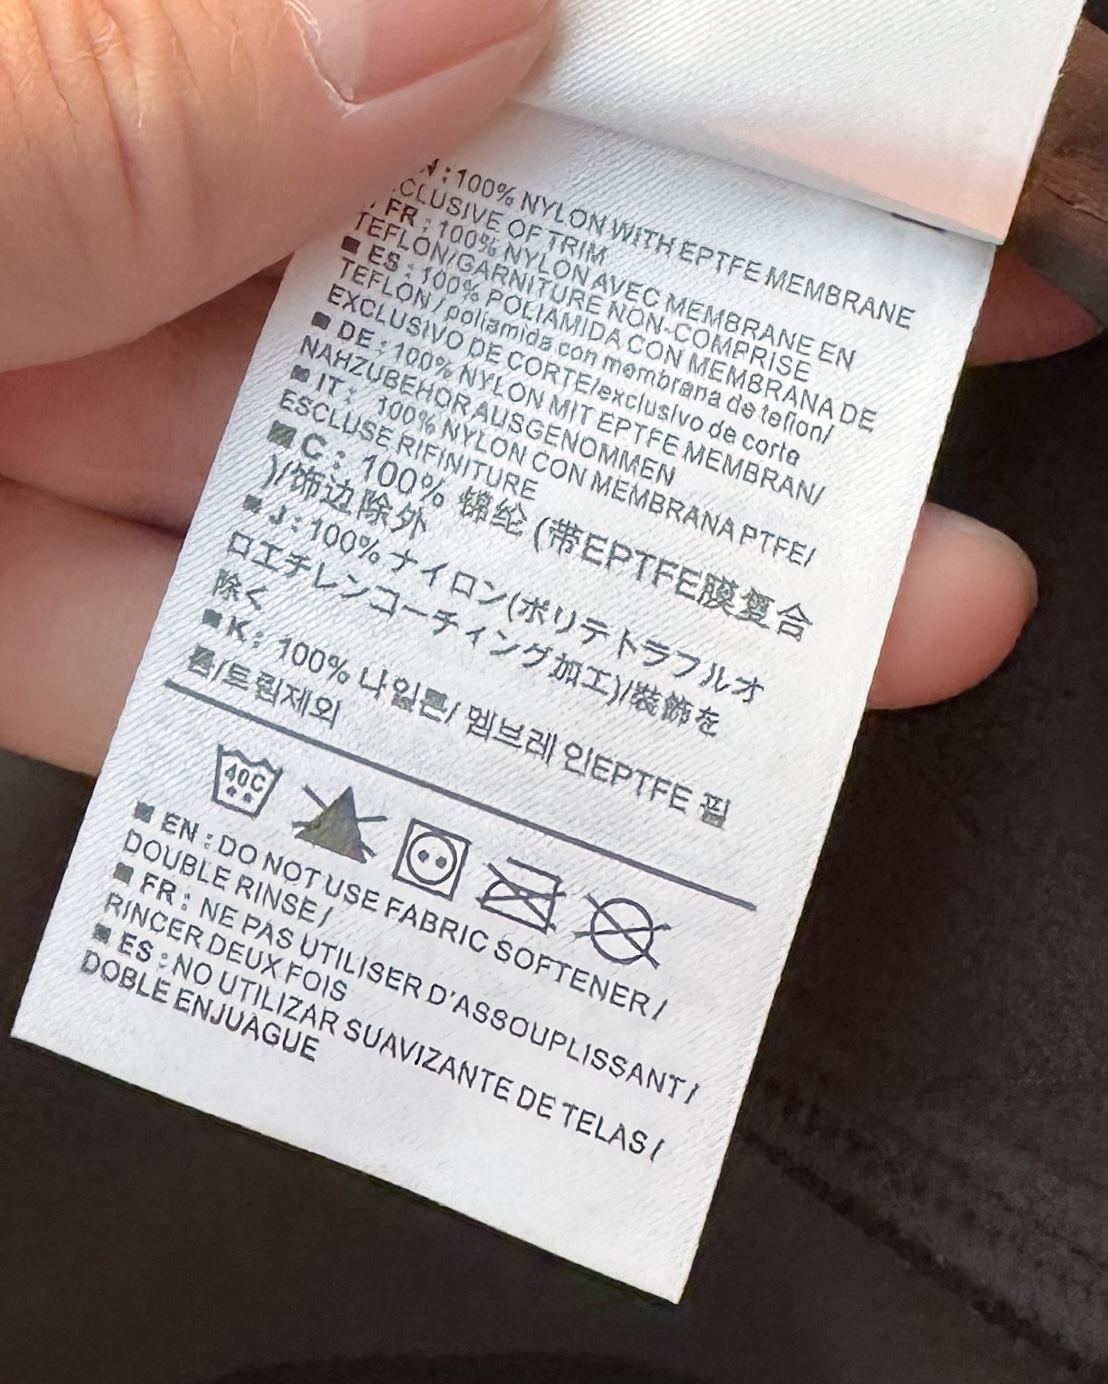 N : 100% NYLON WITH EPTFE MEMBRANE
CLUSIVE OF TRIM
FR : 100% NYLON AVEC MEMBRANE EN
TEFLON/GARNITURE NON-COMPRISE
■ ES : 100% POLIAMIDA CON MEMBRANA DE
TEFLON / poliamida con membrana de teflon/
EXCLUSIVO DE CORTE/exclusivo de corte
■ DE : 100% NYLON MIT EPTFE MEMBRAN/
NAHZUBEHOR AUSGENOMMEN
■ IT : 100% NYLON CON MEMBRANA PTFE/
ESCLUSE RIFINITURE
■ C : 100% 锦纶 (带EPTFE膜复合
)/饰边除外
■ J : 100% ナイロン(ポリテトラフルオ
ロエチレンコーティング加工)/装飾を
除く
■ K : 100% 나일론/ 멤브레인EPTFE 필
름/트림제외
40C
■ EN : DO NOT USE FABRIC SOFTENER /
DOUBLE RINSE /
■ FR : NE PAS UTILISER D'ASSOUPLISSANT /
RINCER DEUX FOIS
■ ES : NO UTILIZAR SUAVIZANTE DE TELAS /
DOBLE ENJUAGUE